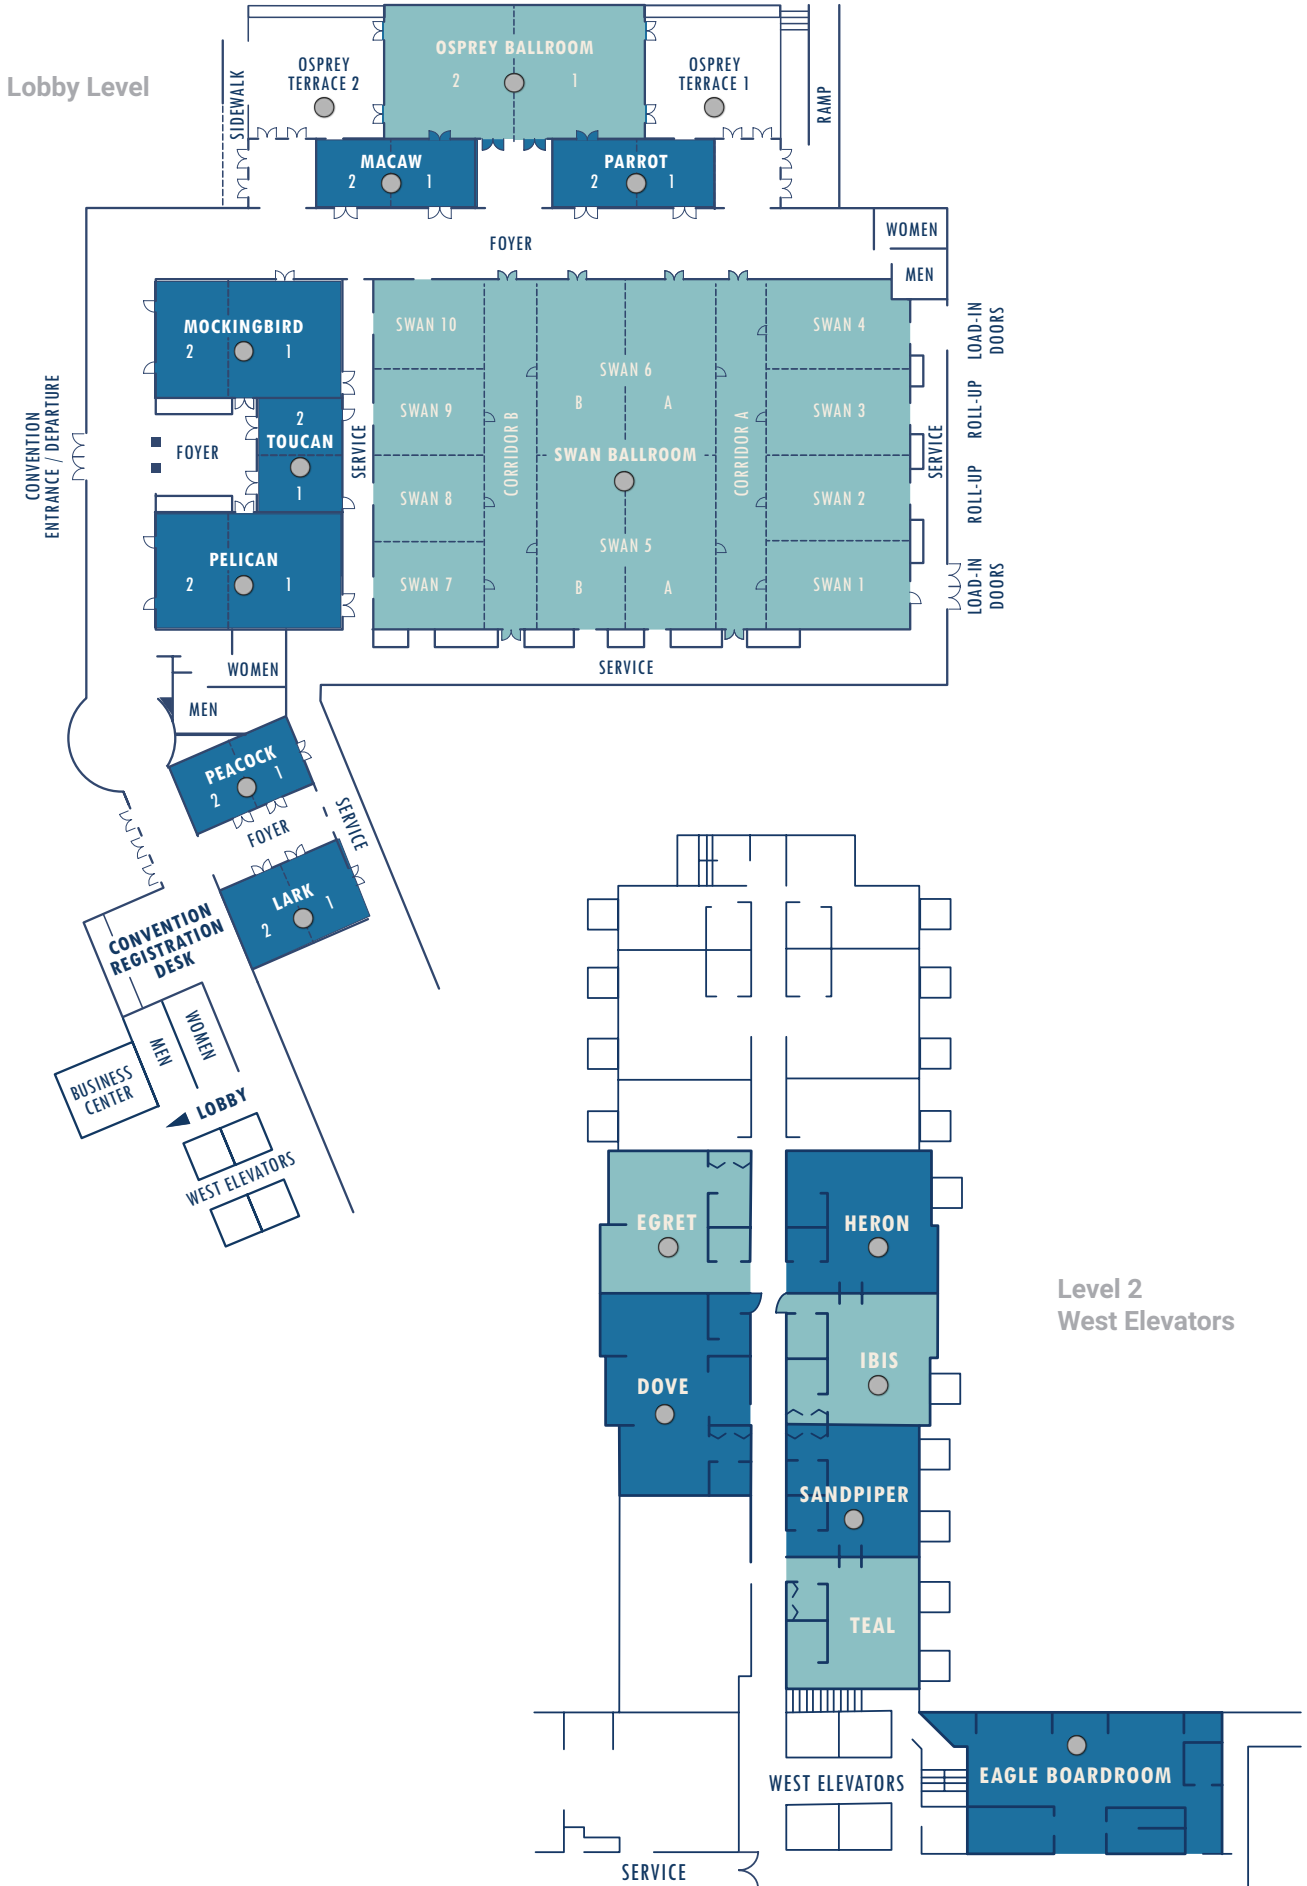 Lobby Level
SIDEWALK
OSPREY
TERRACE 2
OSPREY BALLROOM
2
1
OSPREY
TERRACE 1
RAMP
MACAW
2
1
PARROT
2
1
FOYER
WOMEN
MEN
MOCKINGBIRD
2
1
SWAN 10
SWAN 9
SWAN 8
SWAN 7
CORRIDOR B
SWAN 6
B
A
SWAN BALLROOM
SWAN 5
B
A
CORRIDOR A
SWAN 4
SWAN 3
SWAN 2
SWAN 1
LOAD-IN
DOORS
ROLL-UP
ROLL-UP
LOAD-IN
DOORS
SERVICE
CONVENTION
ENTRANCE / DEPARTURE
FOYER
2
TOUCAN
1
SERVICE
PELICAN
2
1
SERVICE
WOMEN
MEN
PEACOCK
2
1
FOYER
SERVICE
LARK
2
1
CONVENTION
REGISTRATION
DESK
MEN
WOMEN
BUSINESS
CENTER
LOBBY
WEST ELEVATORS
EGRET
HERON
Level 2
West Elevators
IBIS
DOVE
SANDPIPER
TEAL
WEST ELEVATORS
EAGLE BOARDROOM
SERVICE